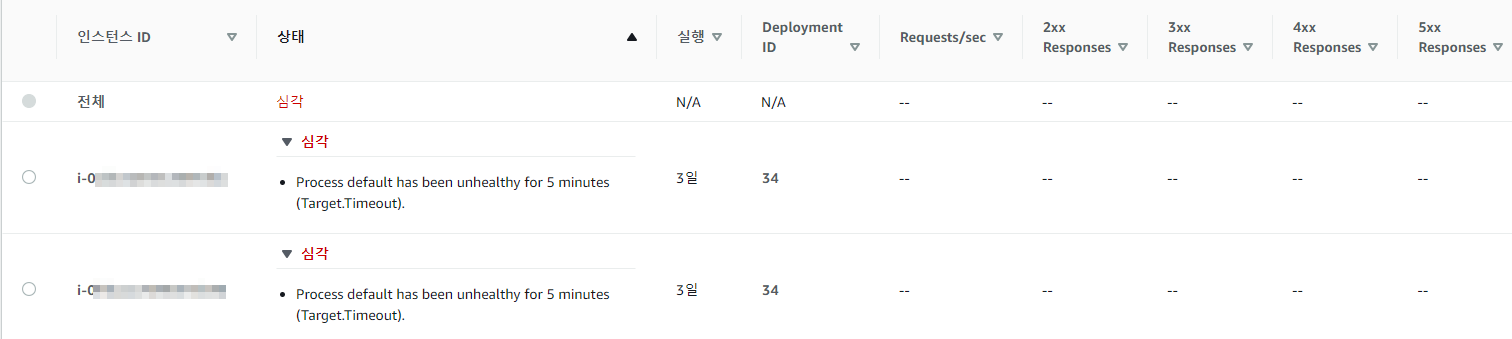 인스턴스 ID 상태 실행 Deployment ID Requests/sec 2xx Responses 3xx Responses 4xx Responses 5xx Responses
전체 심각 N/A N/A -- -- -- -- --
심각
i-0 3일 34 -- -- -- -- --
• Process default has been unhealthy for 5 minutes
(Target.Timeout).
심각
i-0 3일 34 -- -- -- -- --
• Process default has been unhealthy for 5 minutes
(Target.Timeout).